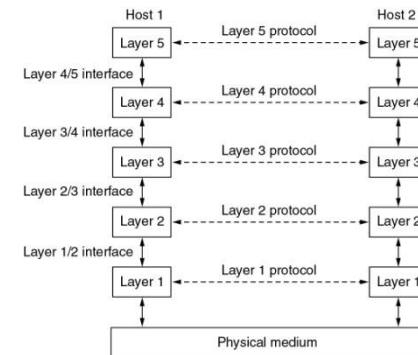 Host 1 Host 2
Layer 5 Layer 5 protocol Layer 5
Layer 4/5 interface
Layer 4 Layer 4 protocol Layer 4
Layer 3/4 interface
Layer 3 Layer 3 protocol Layer 3
Layer 2/3 interface
Layer 2 Layer 2 protocol Layer 2
Layer 1/2 interface
Layer 1 Layer 1 protocol Layer 1
Physical medium